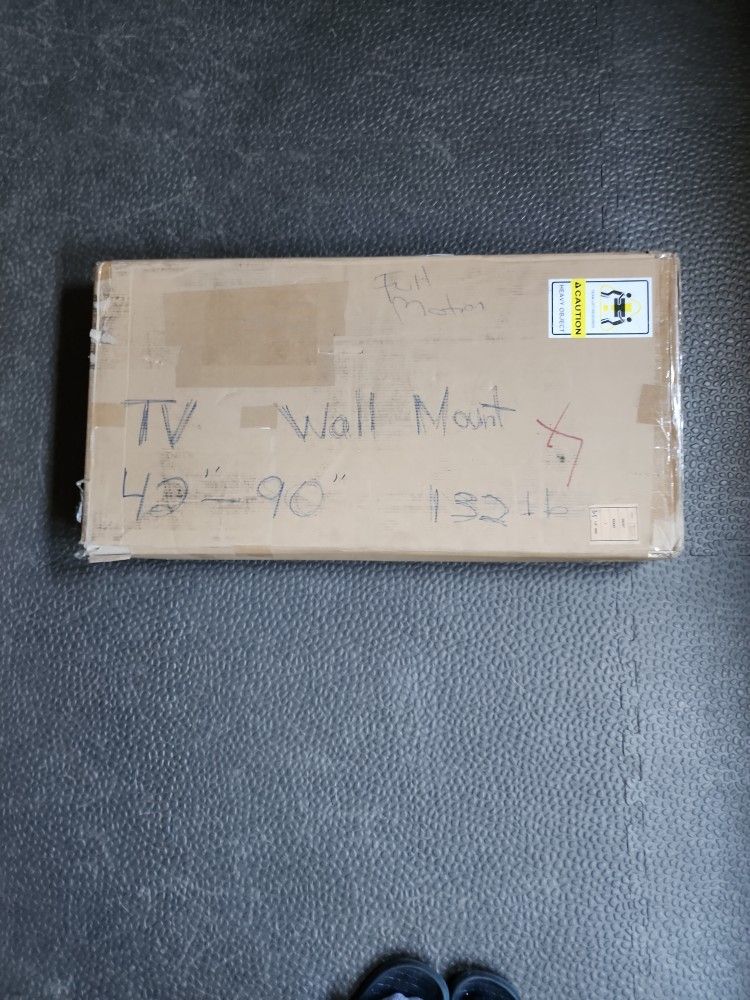 Full
Motion
CAUTION
HEAVY OBJECT
TV Wall Mount
42"-90" 132 lb